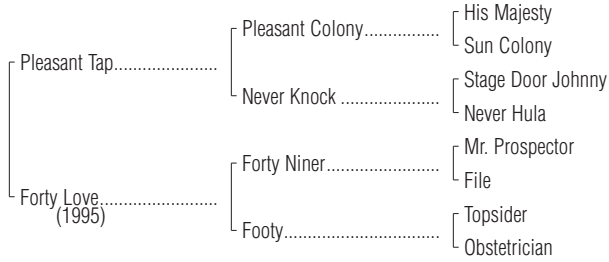 His Majesty
Pleasant Colony................
Sun Colony
Pleasant Tap......................
Stage Door Johnny
Never Knock .....................
Never Hula
Mr. Prospector
Forty Niner........................
File
Forty Love.........................
(1995)
Topsider
Footy.................................
Obstetrician